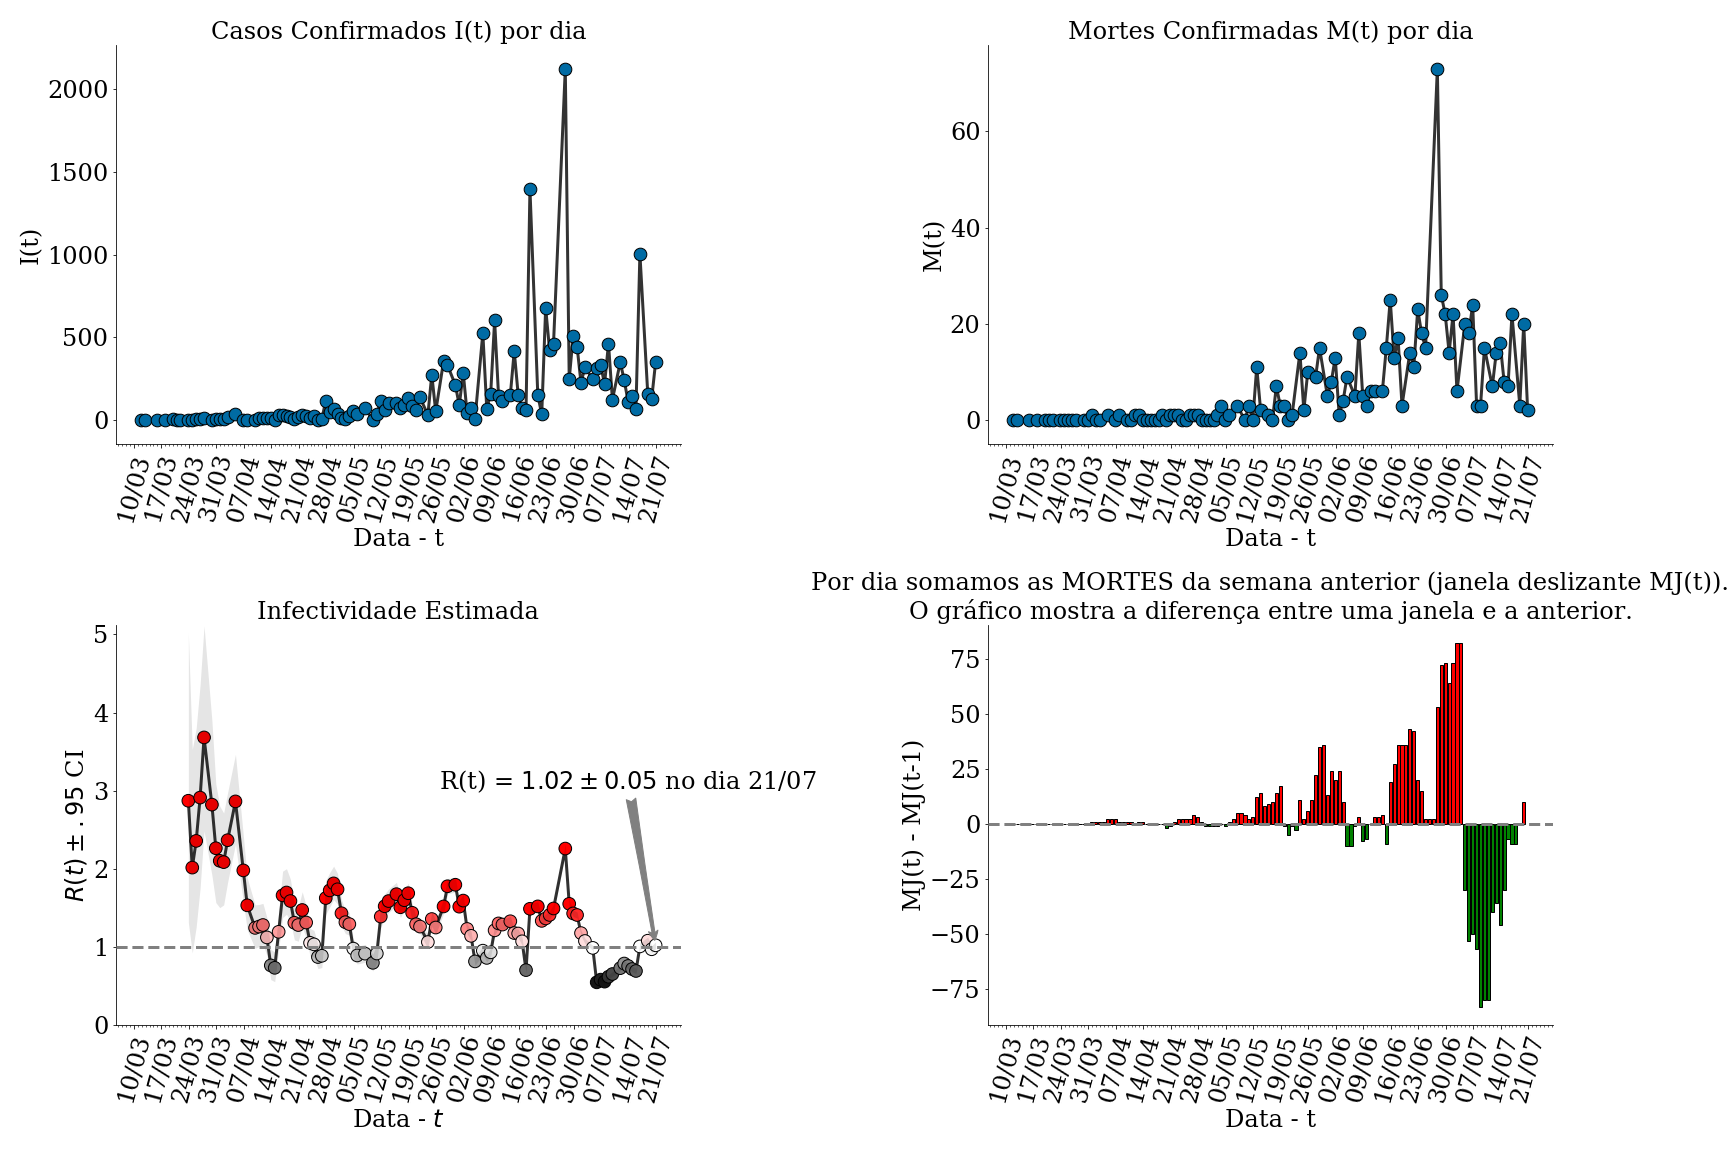 Casos Confirmados I(t) por dia
I(t)
2000
1500
1000
500
0
10/03 17/03 24/03 31/03 07/04 14/04 21/04 28/04 05/05 12/05 19/05 26/05 02/06 09/06 16/06 23/06 30/06 07/07 14/07 21/07
Data - t
Mortes Confirmadas M(t) por dia
M(t)
60
40
20
0
10/03 17/03 24/03 31/03 07/04 14/04 21/04 28/04 05/05 12/05 19/05 26/05 02/06 09/06 16/06 23/06 30/06 07/07 14/07 21/07
Data - t
Infectividade Estimada
R(t) ± .95 CI
5
4
3
2
1
0
R(t) = 1.02 ± 0.05 no dia 21/07
10/03 17/03 24/03 31/03 07/04 14/04 21/04 28/04 05/05 12/05 19/05 26/05 02/06 09/06 16/06 23/06 30/06 07/07 14/07 21/07
Data - t
Por dia somamos as MORTES da semana anterior (janela deslizante MJ(t)).
O gráfico mostra a diferença entre uma janela e a anterior.
MJ(t) - MJ(t-1)
75
50
25
0
−25
−50
−75
10/03 17/03 24/03 31/03 07/04 14/04 21/04 28/04 05/05 12/05 19/05 26/05 02/06 09/06 16/06 23/06 30/06 07/07 14/07 21/07
Data - t